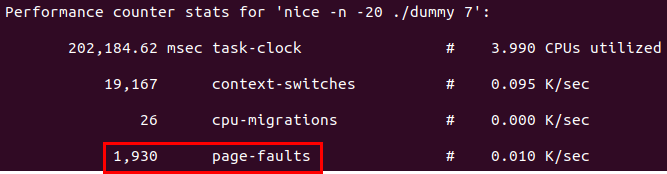 Performance counter stats for 'nice -n -20 ./dummy 7':
202,184.62 msec task-clock # 3.990 CPUs utilized
19,167 context-switches # 0.095 K/sec
26 cpu-migrations # 0.000 K/sec
1,930 page-faults # 0.010 K/sec